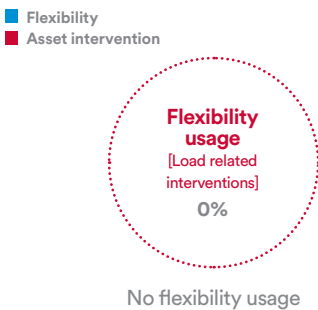 Flexibility
Asset intervention
Flexibility
usage
[Load related
interventions]
0%
No flexibility usage